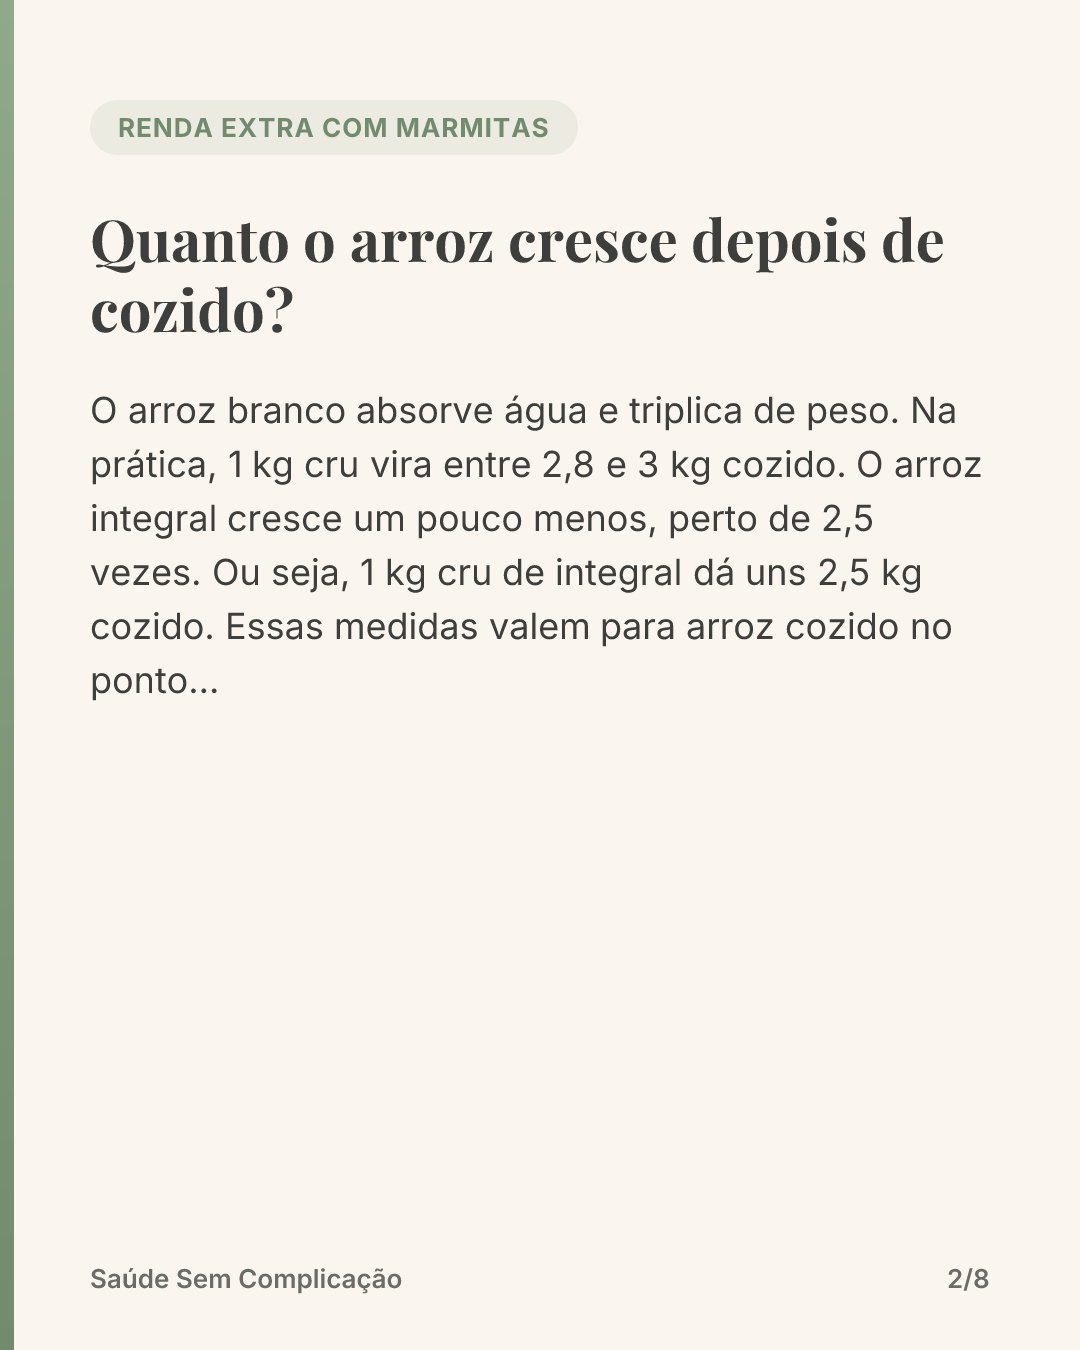 RENDA EXTRA COM MARMITAS
Quanto o arroz cresce depois de
cozido?
O arroz branco absorve água e triplica de peso. Na
prática, 1 kg cru vira entre 2,8 e 3 kg cozido. O arroz
integral cresce um pouco menos, perto de 2,5
vezes. Ou seja, 1 kg cru de integral dá uns 2,5 kg
cozido. Essas medidas valem para arroz cozido no
ponto...
Saúde Sem Complicação
2/8